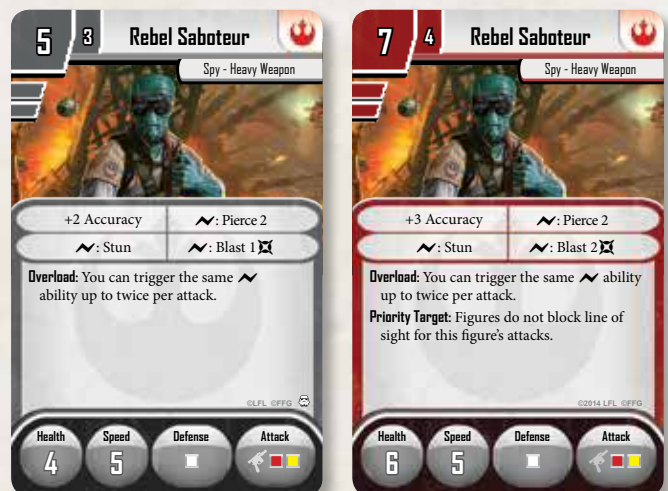 5 3 Rebel Saboteur
Spy - Heavy Weapon
+2 Accuracy : Pierce 2
: Stun : Blast 1
Overload: You can trigger the same
ability up to twice per attack.
©LFL ©FFG
Health Speed Defense Attack
4 5
7 4 Rebel Saboteur
Spy - Heavy Weapon
+3 Accuracy : Pierce 2
: Stun : Blast 2
Overload: You can trigger the same ability
up to twice per attack.
Priority Target: Figures do not block line of
sight for this figure's attacks.
©2014 LFL ©FFG
Health Speed Defense Attack
6 5